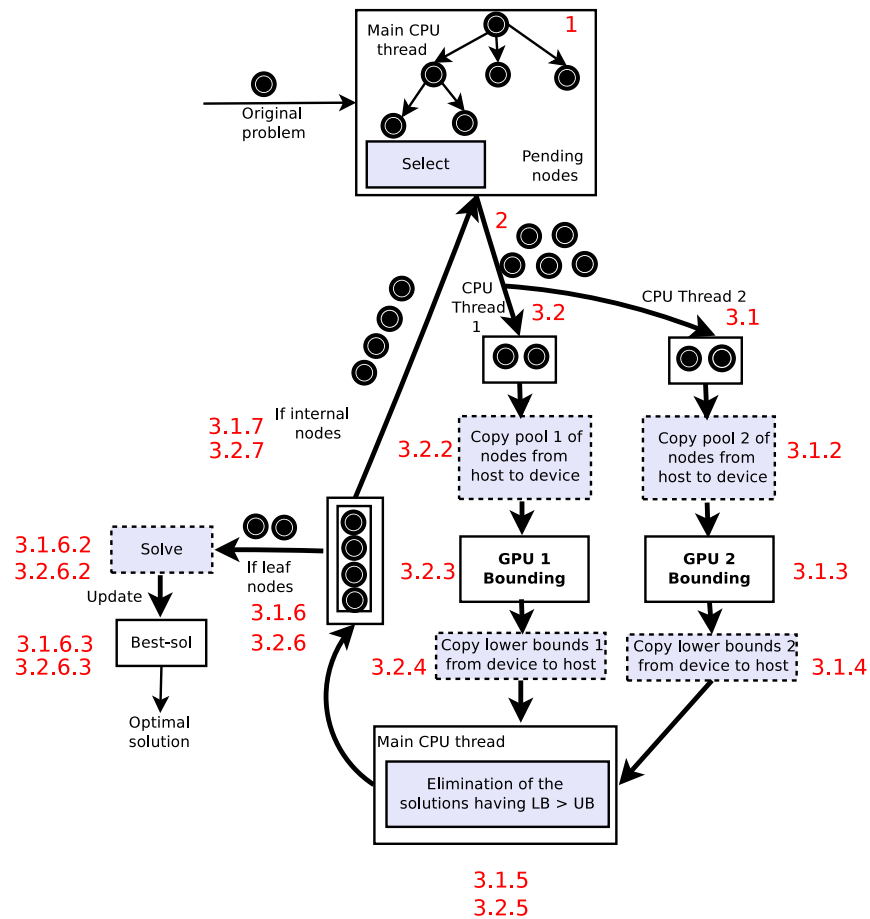 1
Main CPU
thread
Original
problem
Select
Pending
nodes
2
CPU
Thread
1
3.2
CPU Thread 2
3.1
3.1.7
3.2.7
If internal
nodes
3.2.2
Copy pool 1 of
nodes from
host to device
Copy pool 2 of
nodes from
host to device
3.1.2
3.1.6.2
3.2.6.2
Solve
If leaf
nodes
3.1.6
3.2.6
3.2.3
GPU 1
Bounding
GPU 2
Bounding
3.1.3
Update
3.1.6.3
3.2.6.3
Best-sol
3.2.4
Copy lower bounds 1
from device to host
Copy lower bounds 2
from device to host
3.1.4
Optimal
solution
Main CPU thread
Elimination of the
solutions having LB > UB
3.1.5
3.2.5